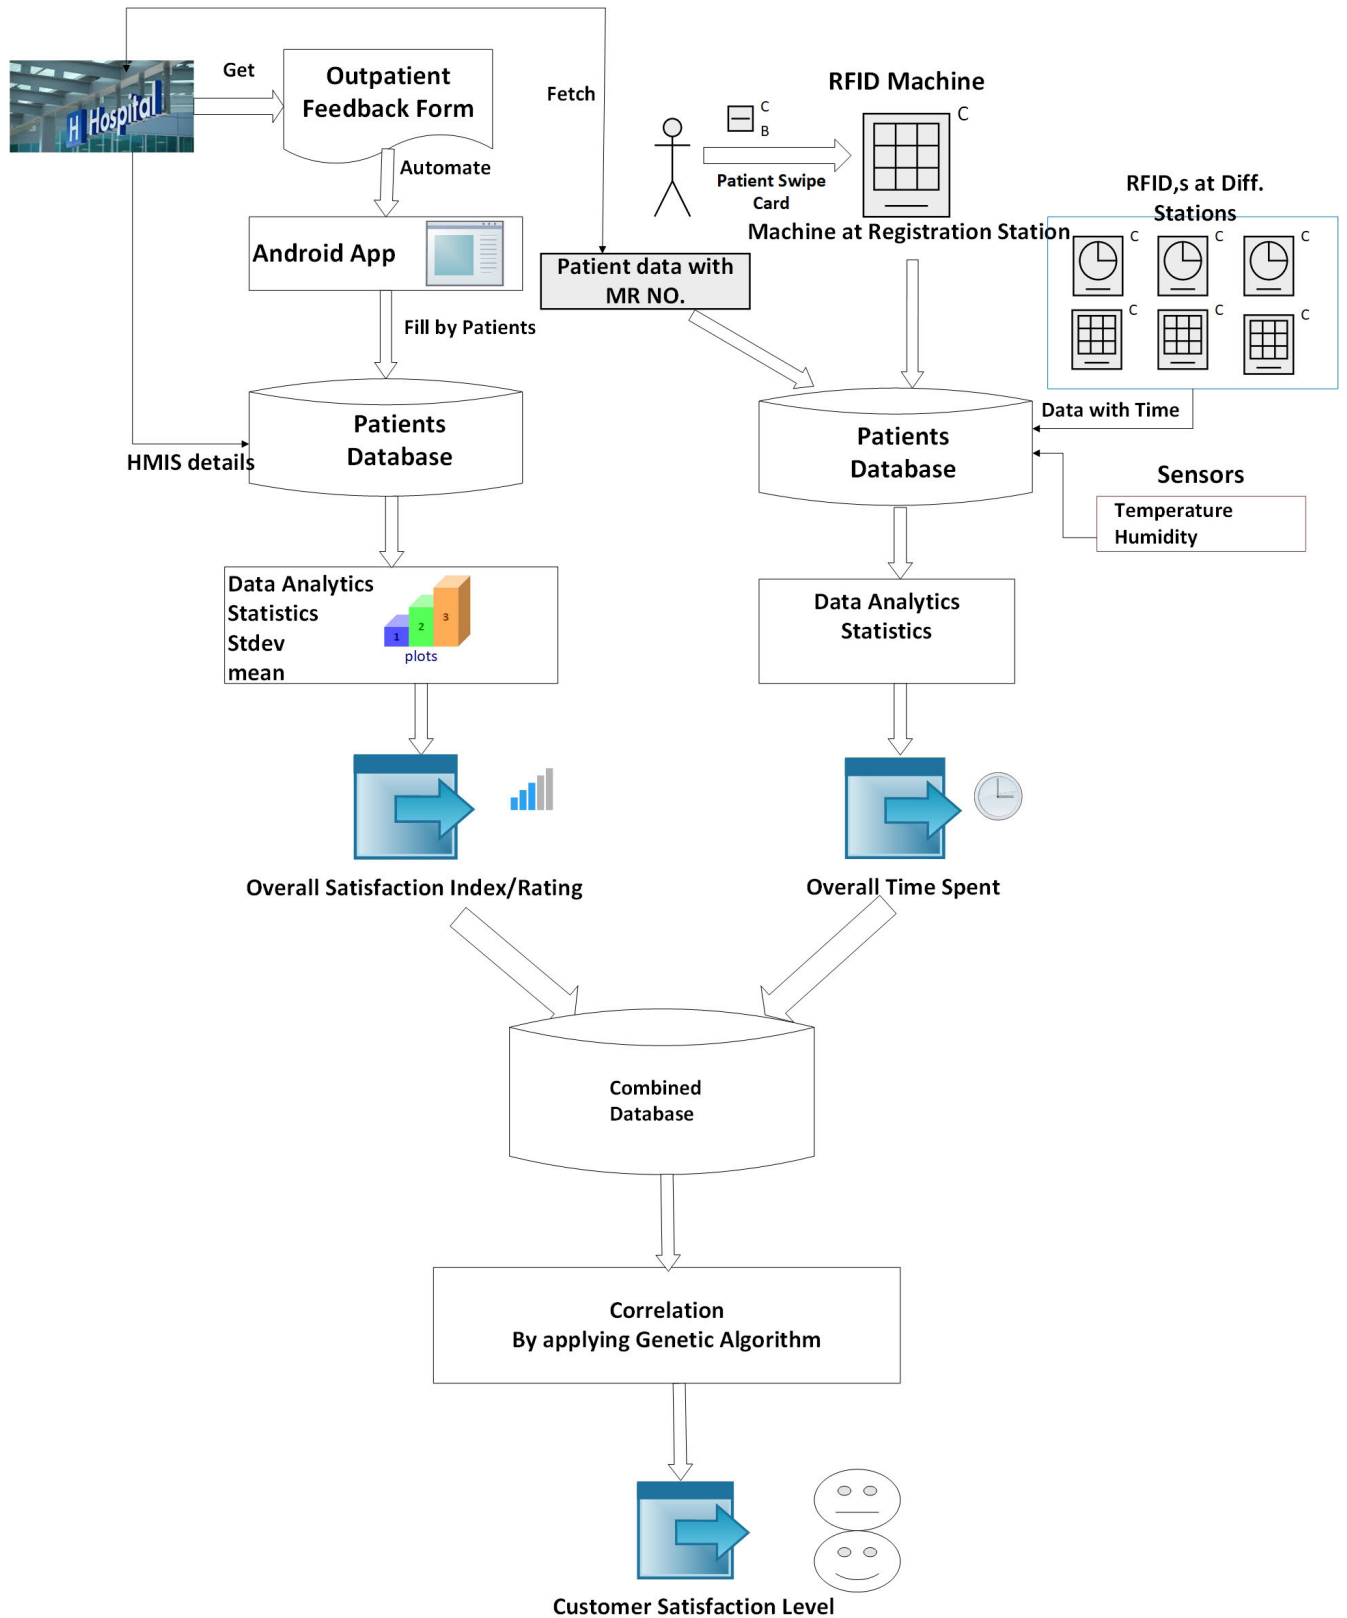 Get
Outpatient
Feedback Form
H Hospital
Automate
Android App
Fill by Patients
Patients
Database
HMIS details
Data Analytics
Statistics
Stdev
mean
1
2
3
plots
Overall Satisfaction Index/Rating
Fetch
Patient data with
MR NO.
C
B
Patient Swipe
Card
RFID Machine
C
Machine at Registration Station
RFID,s at Diff.
Stations
C
C
C
C
C
C
Data with Time
Patients
Database
Sensors
Temperature
Humidity
Data Analytics
Statistics
Overall Time Spent
Combined
Database
Correlation
By applying Genetic Algorithm
Customer Satisfaction Level